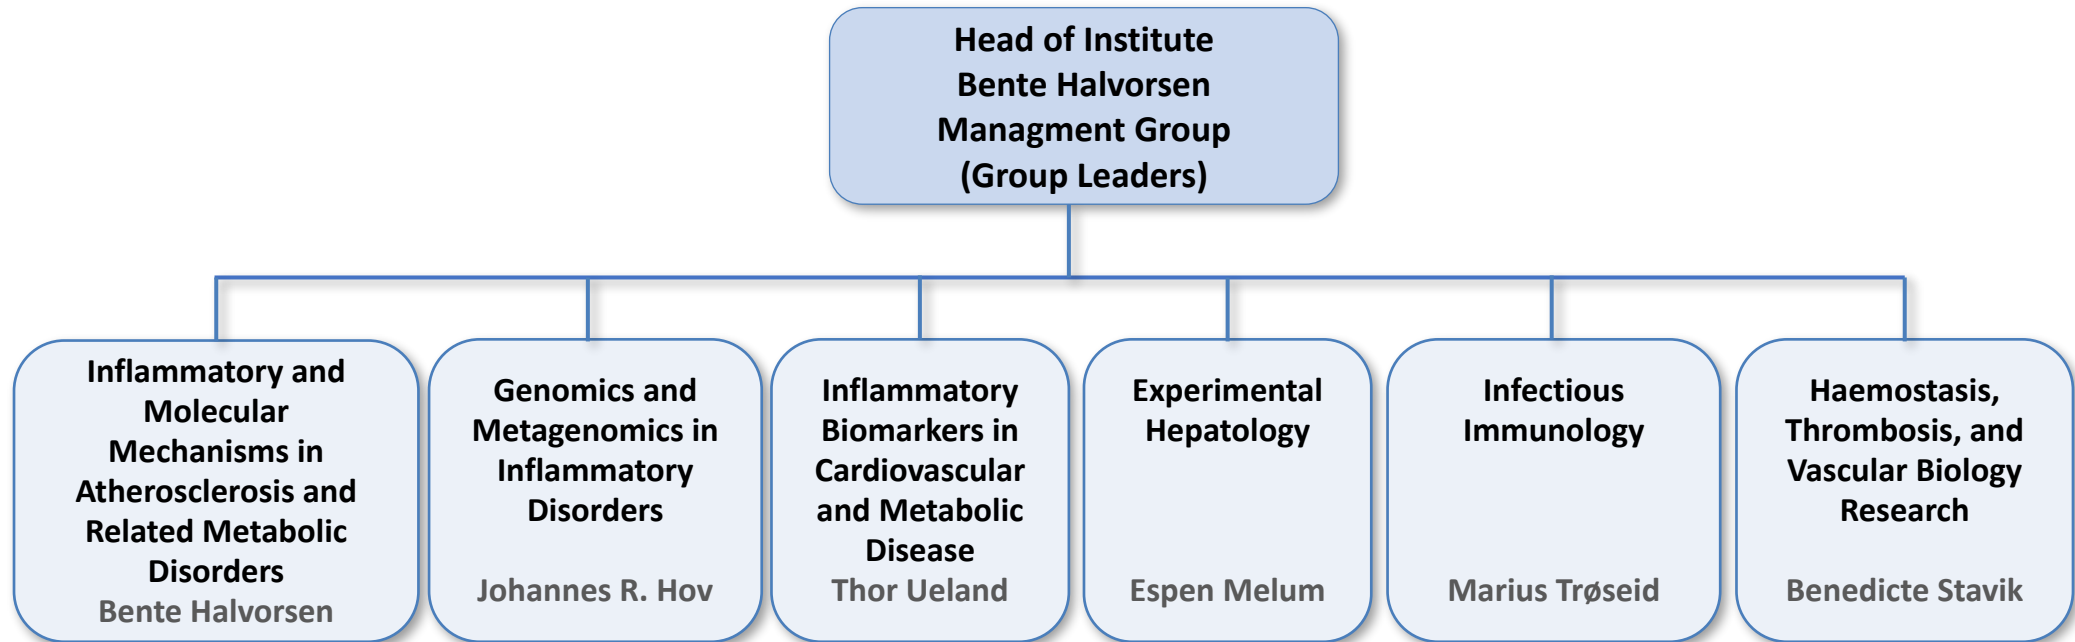 Head of Institute
Bente Halvorsen
Managment Group
(Group Leaders)
Inflammatory and
Molecular
Mechanisms in
Atherosclerosis and
Related Metabolic
Disorders
Bente Halvorsen
Genomics and
Metagenomics in
Inflammatory
Disorders
Johannes R. Hov
Inflammatory
Biomarkers in
Cardiovascular
and Metabolic
Disease
Thor Ueland
Experimental
Hepatology
Espen Melum
Infectious
Immunology
Marius Trøseid
Haemostasis,
Thrombosis, and
Vascular Biology
Research
Benedicte Stavik